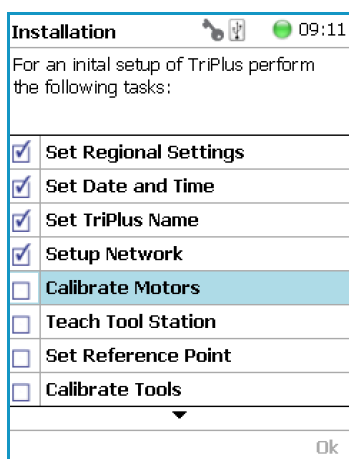 Installation 09:11
For an inital setup of TriPlus perform
the following tasks:
Set Regional Settings
Set Date and Time
Set TriPlus Name
Setup Network
Calibrate Motors
Teach Tool Station
Set Reference Point
Calibrate Tools
Ok